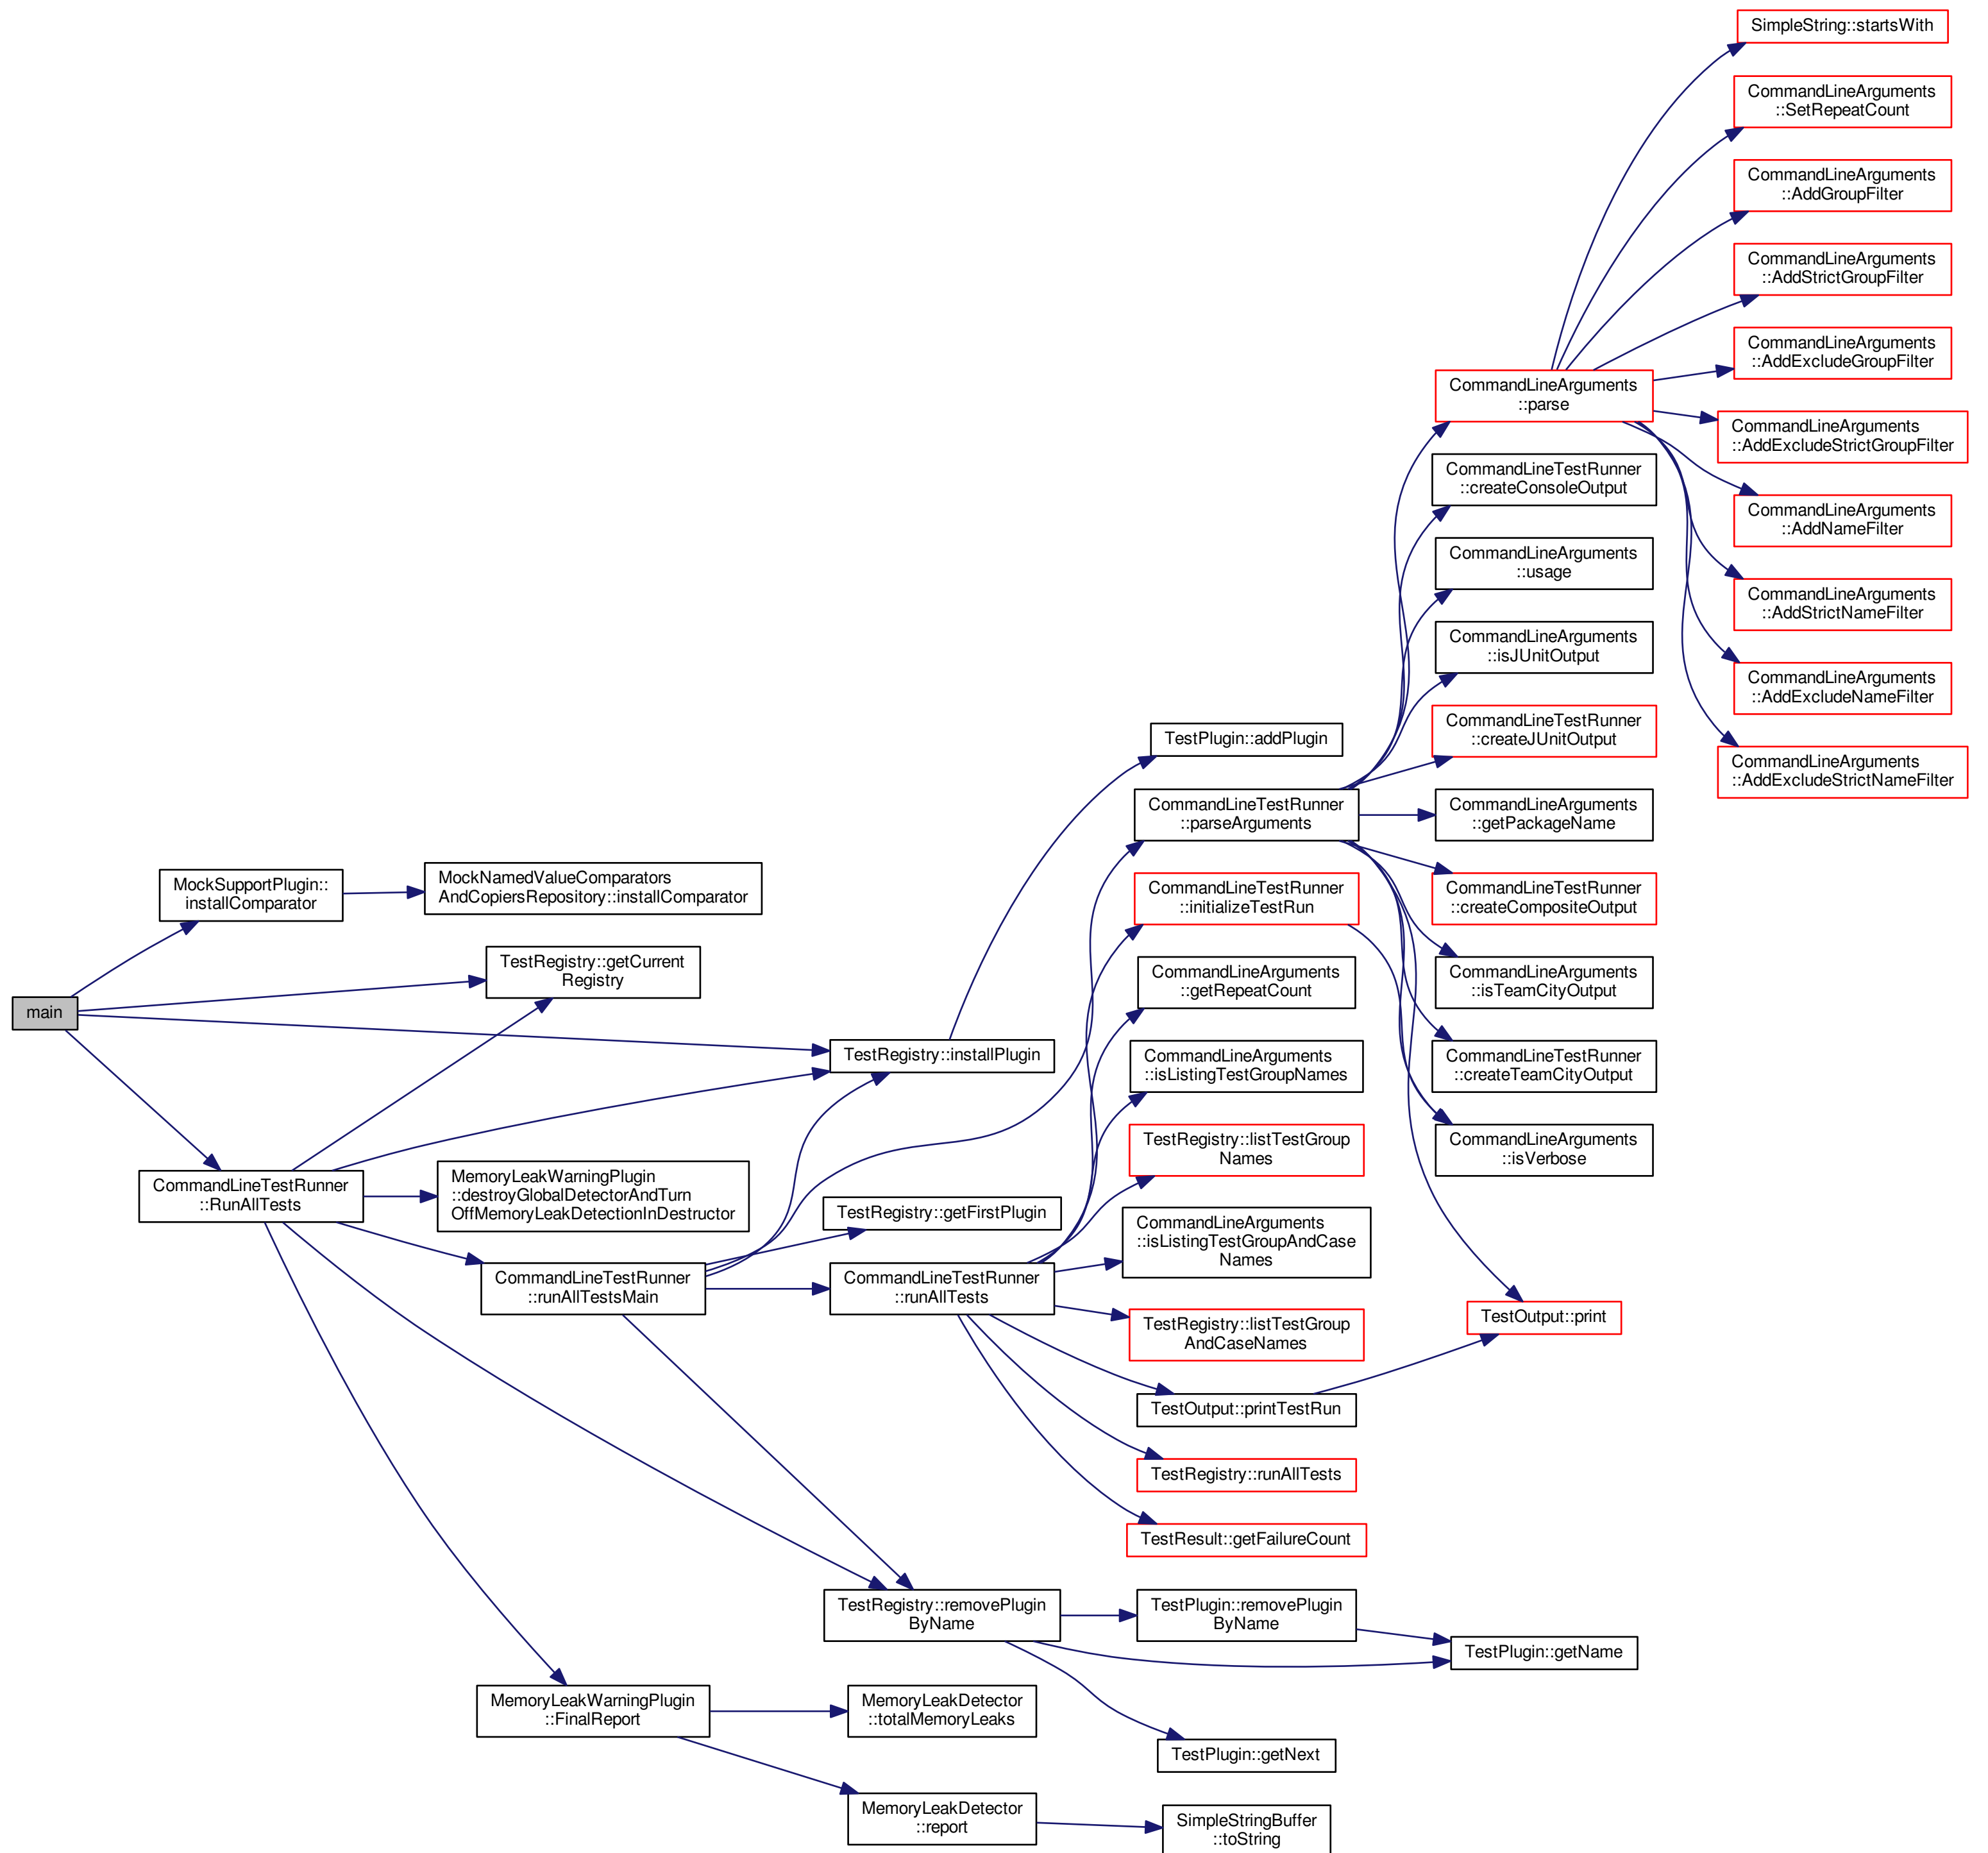 SimpleString::startsWith
CommandLineArguments
::SetRepeatCount
CommandLineArguments
::AddGroupFilter
CommandLineArguments
::AddStrictGroupFilter
CommandLineArguments
::AddExcludeGroupFilter
CommandLineArguments
::parse
CommandLineArguments
::AddExcludeStrictGroupFilter
CommandLineTestRunner
::createConsoleOutput
CommandLineArguments
::AddNameFilter
CommandLineArguments
::usage
CommandLineArguments
::AddStrictNameFilter
CommandLineArguments
::isJUnitOutput
CommandLineArguments
::AddExcludeNameFilter
TestPlugin::addPlugin
CommandLineTestRunner
::createJUnitOutput
CommandLineArguments
::AddExcludeStrictNameFilter
CommandLineTestRunner
::parseArguments
CommandLineArguments
::getPackageName
MockSupportPlugin::
installComparator
MockNamedValueComparators
AndCopiersRepository::installComparator
CommandLineTestRunner
::initializeTestRun
CommandLineTestRunner
::createCompositeOutput
TestRegistry::getCurrent
Registry
CommandLineArguments
::getRepeatCount
CommandLineArguments
::isTeamCityOutput
main
TestRegistry::installPlugin
CommandLineArguments
::isListingTestGroupNames
CommandLineTestRunner
::createTeamCityOutput
CommandLineTestRunner
::RunAllTests
MemoryLeakWarningPlugin
::destroyGlobalDetectorAndTurn
OffMemoryLeakDetectionInDestructor
TestRegistry::listTestGroup
Names
CommandLineArguments
::isVerbose
TestRegistry::getFirstPlugin
CommandLineArguments
::isListingTestGroupAndCase
Names
CommandLineTestRunner
::runAllTestsMain
CommandLineTestRunner
::runAllTests
TestRegistry::listTestGroup
AndCaseNames
TestOutput::print
TestOutput::printTestRun
TestRegistry::runAllTests
TestResult::getFailureCount
TestRegistry::removePlugin
ByName
TestPlugin::removePlugin
ByName
TestPlugin::getName
MemoryLeakWarningPlugin
::FinalReport
MemoryLeakDetector
::totalMemoryLeaks
TestPlugin::getNext
MemoryLeakDetector
::report
SimpleStringBuffer
::toString